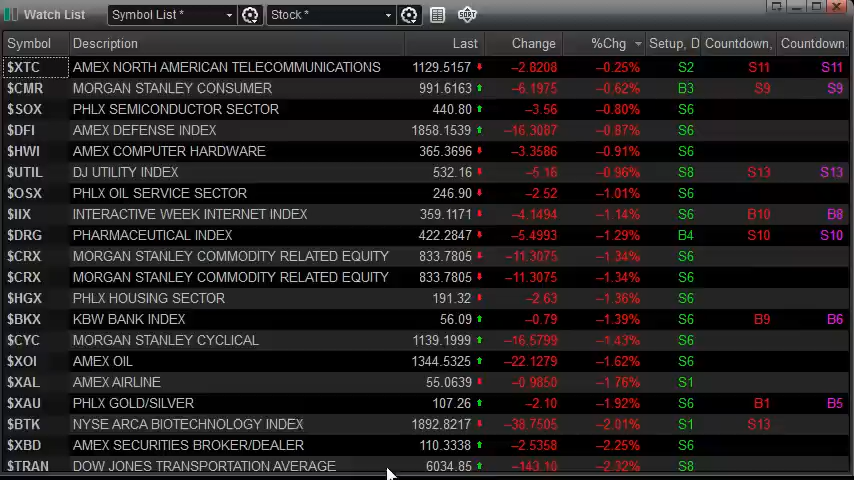 Watch List Symbol List * Stock * SORT
Symbol Description Last Change %Chg Setup, D Countdown, Countdown,
$XTC AMEX NORTH AMERICAN TELECOMMUNICATIONS 1129.5157 –2.8208 –0.25% S2 S11 S11
$CMR MORGAN STANLEY CONSUMER 991.6163 –6.1975 –0.62% B3 S9 S9
$SOX PHLX SEMICONDUCTOR SECTOR 440.80 –3.56 –0.80% S6
$DFI AMEX DEFENSE INDEX 1858.1539 –16.3087 –0.87% S6
$HWI AMEX COMPUTER HARDWARE 365.3696 –3.3586 –0.91% S6
$UTIL DJ UTILITY INDEX 532.16 –5.16 –0.96% S8 S13 S13
$OSX PHLX OIL SERVICE SECTOR 246.90 –2.52 –1.01% S6
$IIX INTERACTIVE WEEK INTERNET INDEX 359.1171 –4.1494 –1.14% S6 B10 B8
$DRG PHARMACEUTICAL INDEX 422.2847 –5.4993 –1.29% B4 S10 S10
$CRX MORGAN STANLEY COMMODITY RELATED EQUITY 833.7805 –11.3075 –1.34% S6
$CRX MORGAN STANLEY COMMODITY RELATED EQUITY 833.7805 –11.3075 –1.34% S6
$HGX PHLX HOUSING SECTOR 191.32 –2.63 –1.36% S6
$BKX KBW BANK INDEX 56.09 –0.79 –1.39% S6 B9 B6
$CYC MORGAN STANLEY CYCLICAL 1139.1999 –16.5799 –1.43% S6
$XOI AMEX OIL 1344.5325 –22.1279 –1.62% S6
$XAL AMEX AIRLINE 55.0639 –0.9850 –1.76% S1
$XAU PHLX GOLD/SILVER 107.26 –2.10 –1.92% S6 B1 B5
$BTK NYSE ARCA BIOTECHNOLOGY INDEX 1892.8217 –38.7505 –2.01% S1 S13
$XBD AMEX SECURITIES BROKER/DEALER 110.3338 –2.5358 –2.25% S6
$TRAN DOW JONES TRANSPORTATION AVERAGE 6034.85 –143.10 –2.32% S8